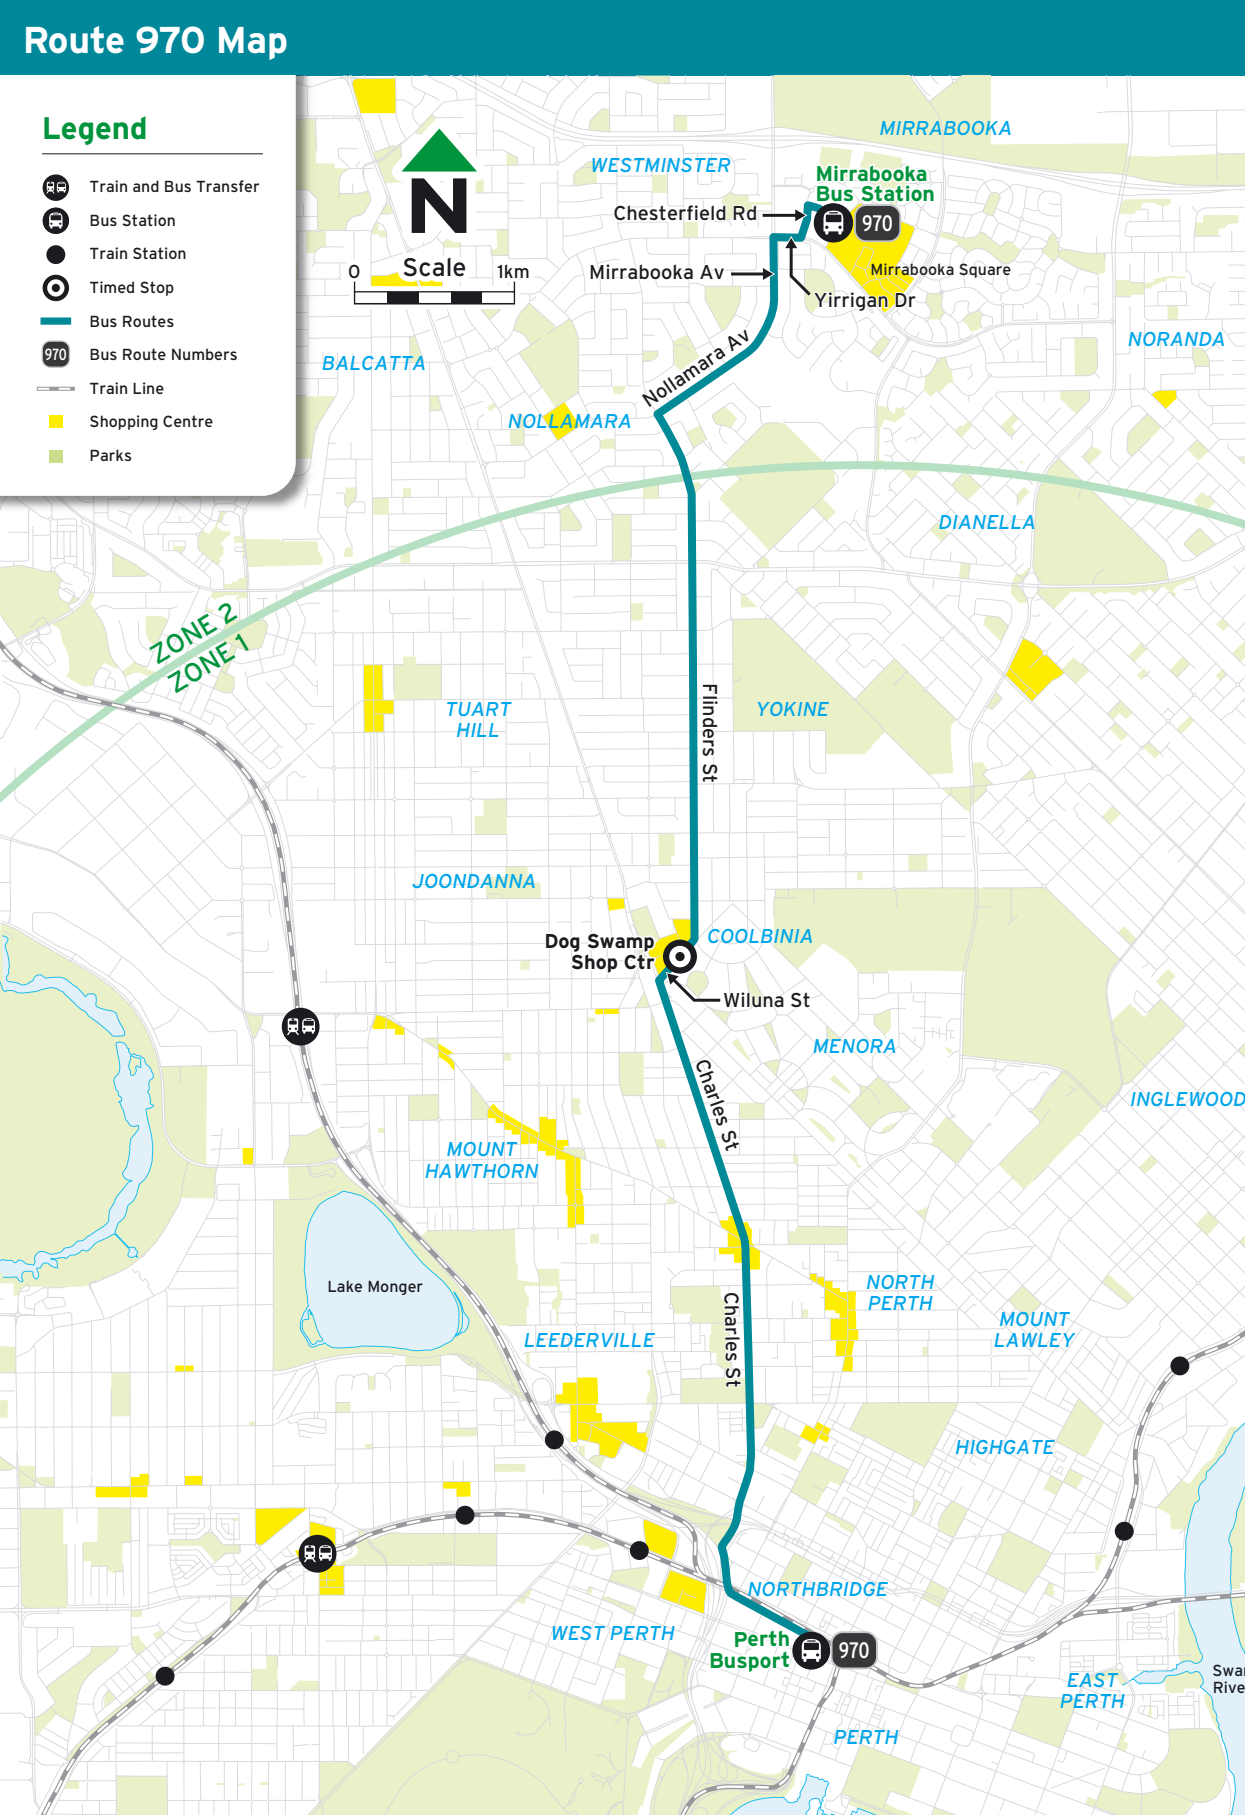 Route 970 Map
Legend
Train and Bus Transfer
Bus Station
Train Station
Timed Stop
Bus Routes
970
Bus Route Numbers
Train Line
Shopping Centre
Parks
N
Scale
0
1km
MIRRABOOKA
WESTMINSTER
Mirrabooka
Bus Station
Chesterfield Rd
970
Mirrabooka Av
Mirrabooka Square
Yirrigan Dr
NORANDA
BALCATTA
Nollamara Av
NOLLAMARA
DIANELLA
ZONE 2
ZONE 1
TUART
HILL
Flinders St
YOKINE
JOONDANNA
Dog Swamp
Shop Ctr
COOLBINIA
Wiluna St
MENORA
Charles St
INGLEWOOD
MOUNT
HAWTHORN
Lake Monger
NORTH
PERTH
Charles St
MOUNT
LAWLEY
LEEDERVILLE
HIGHGATE
NORTHBRIDGE
WEST PERTH
Perth
Busport
970
EAST
PERTH
Swa
Rive
PERTH